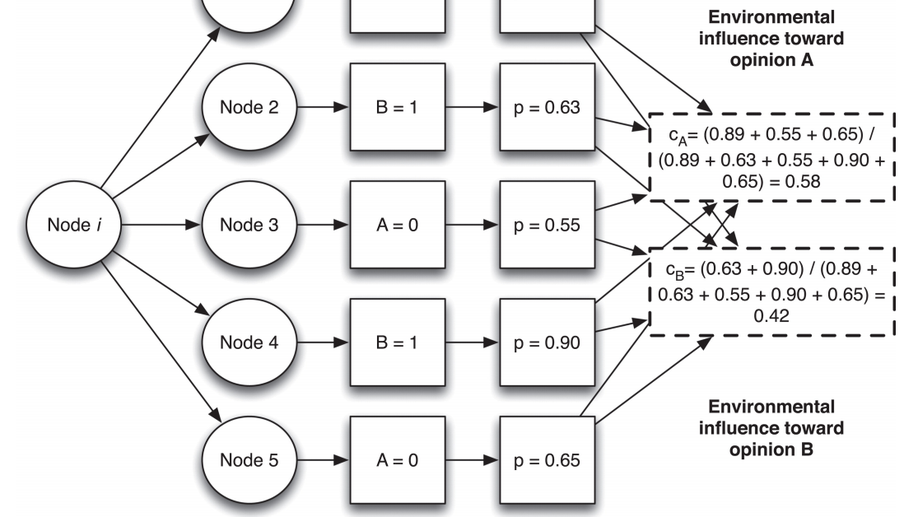 Environmental
influence toward
opinion A
Node 2
B = 1
p = 0.63
cA= (0.89 + 0.55 + 0.65) /
(0.89 + 0.63 + 0.55 + 0.90 +
0.65) = 0.58
Node i
Node 3
A = 0
p = 0.55
cB= (0.63 + 0.90) / (0.89 +
0.63 + 0.55 + 0.90 + 0.65) =
0.42
Node 4
B = 1
p = 0.90
Environmental
influence toward
opinion B
Node 5
A = 0
p = 0.65